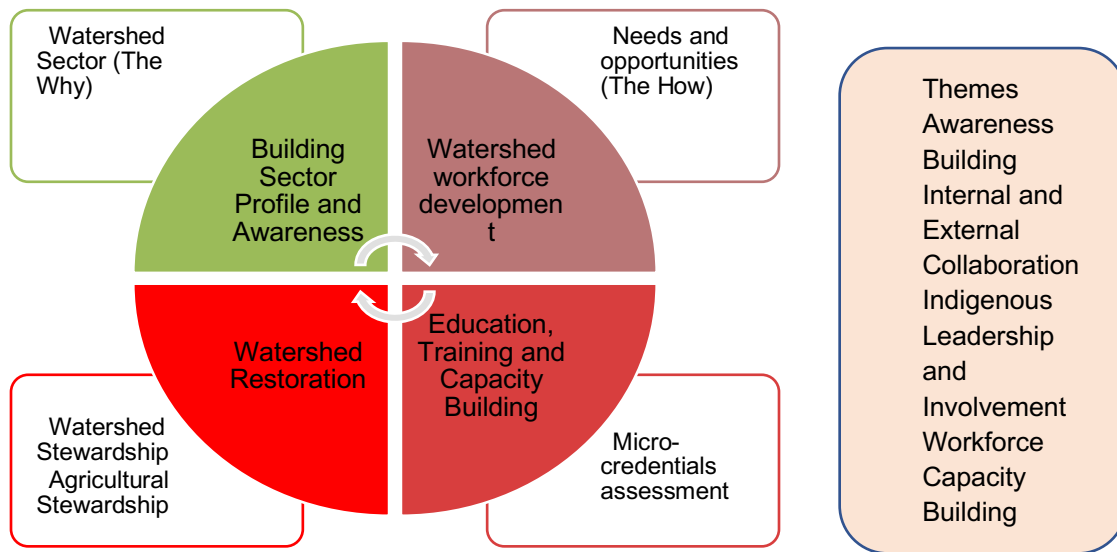 Watershed
Sector (The
Why)
Needs and
opportunities
(The How)
Building
Sector
Profile and
Awareness
Watershed
workforce
developmen
t
Watershed
Restoration
Education,
Training and
Capacity
Building
Watershed
Stewardship
Agricultural
Stewardship
Micro-
credentials
assessment
Themes
Awareness
Building
Internal and
External
Collaboration
Indigenous
Leadership
and
Involvement
Workforce
Capacity
Building